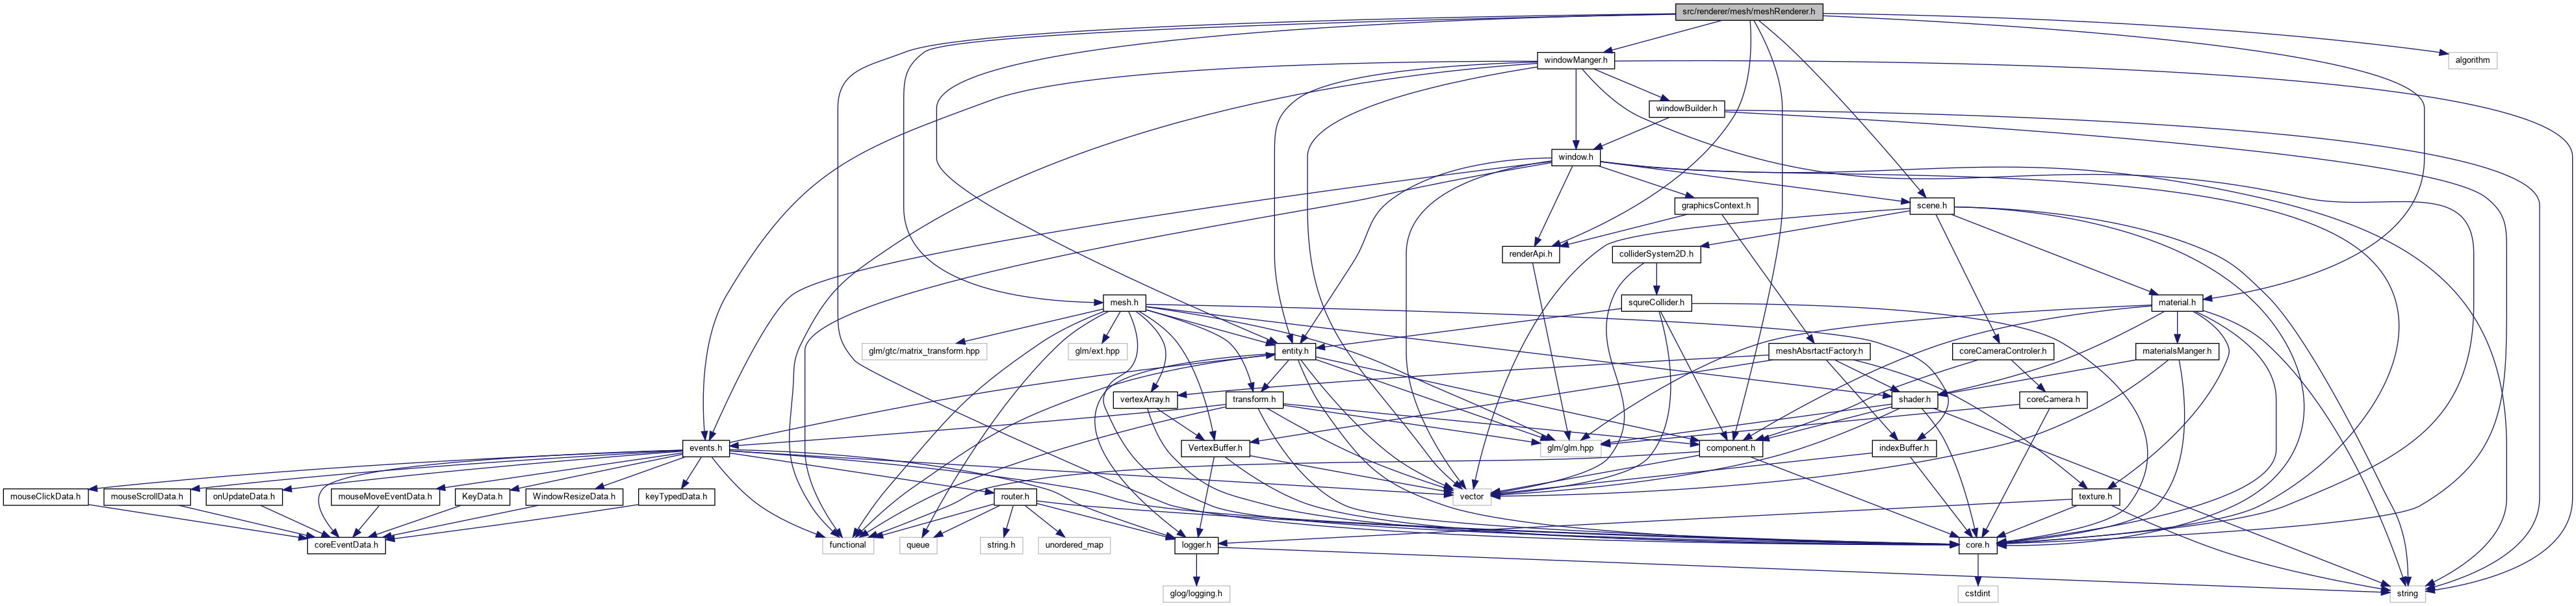 src/renderer/mesh/meshRenderer.h
windowManger.h
algorithm
windowBuilder.h
window.h
graphicsContext.h
scene.h
renderApi.h
colliderSystem2D.h
mesh.h
squreCollider.h
material.h
glm/gtc/matrix_transform.hpp
glm/ext.hpp
entity.h
meshAbsrtactFactory.h
coreCameraControler.h
materialsManger.h
vertexArray.h
transform.h
shader.h
coreCamera.h
events.h
VertexBuffer.h
glm/glm.hpp
component.h
indexBuffer.h
mouseClickData.h
mouseScrollData.h
onUpdateData.h
mouseMoveEventData.h
KeyData.h
WindowResizeData.h
keyTypedData.h
router.h
vector
texture.h
coreEventData.h
functional
queue
string.h
unordered_map
logger.h
core.h
glog/logging.h
cstdint
string